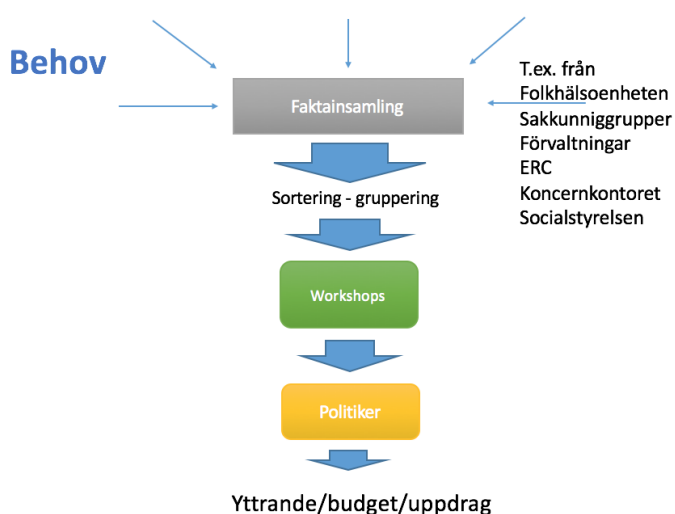 Behov
Faktainsamling
T.ex. från
Folkhälsoenheten
Sakkunniggrupper
Förvaltningar
ERC
Koncernkontoret
Socialstyrelsen
Sortering - gruppering
Workshops
Politiker
Yttrande/budget/uppdrag